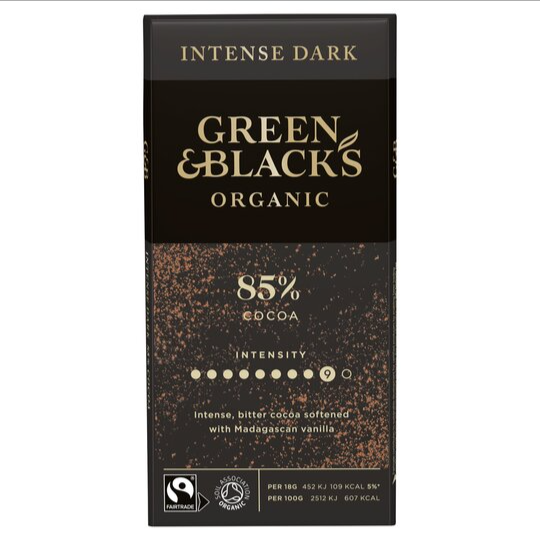 INTENSE DARK
GREEN
&BLACK'S
ORGANIC
85%
COCOA
INTENSITY
9
Intense, bitter cocoa softened
with Madagascan vanilla
FAIRTRADE
SOIL ASSOCIATION
ORGANIC
PER 18G 452 KJ 109 KCAL 5%*
PER 100G 2512 KJ 607 KCAL